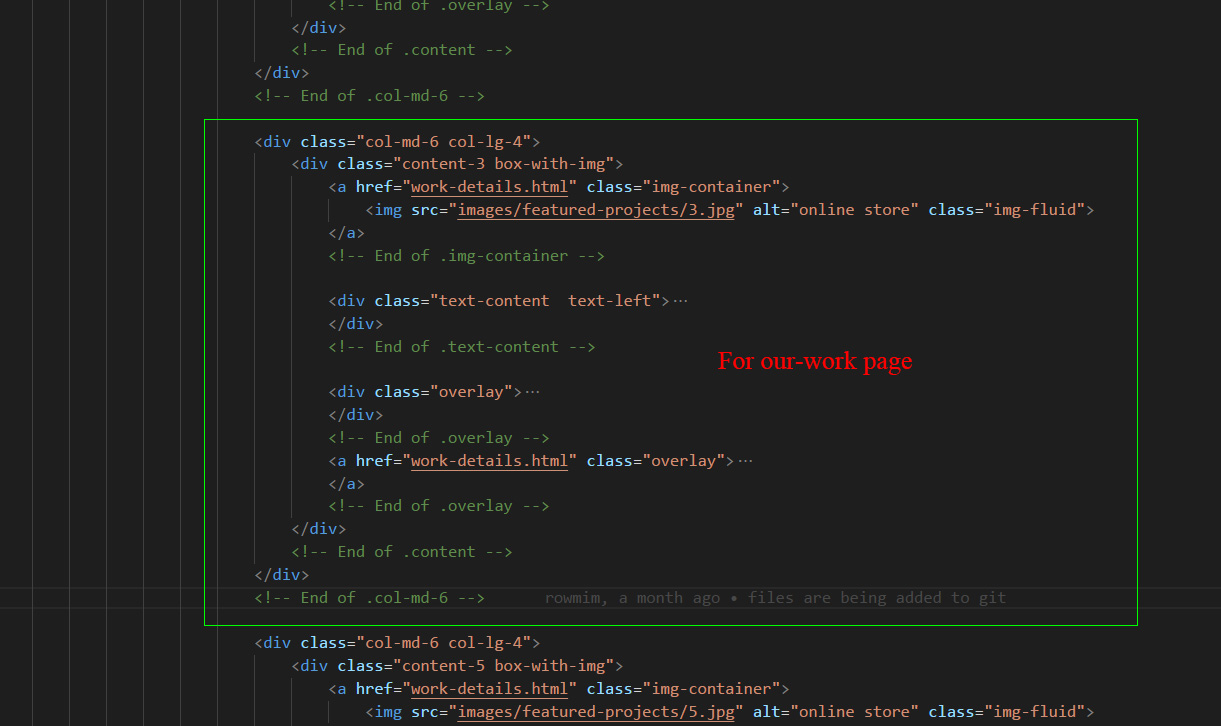 <!-- End of .overlay -->
</div>
<!-- End of .content -->
</div>
<!-- End of .col-md-6 -->
<div class="col-md-6 col-lg-4">
<div class="content-3 box-with-img">
<a href="work-details.html" class="img-container">
<img src="images/featured-projects/3.jpg" alt="online store" class="img-fluid">
</a>
<!-- End of .img-container -->
<div class="text-content  text-left">···
</div>
<!-- End of .text-content -->
For our-work page
<div class="overlay">···
</div>
<!-- End of .overlay -->
<a href="work-details.html" class="overlay">···
</a>
<!-- End of .overlay -->
</div>
<!-- End of .content -->
</div>
<!-- End of .col-md-6 --> rowmim, a month ago • files are being added to git
<div class="col-md-6 col-lg-4">
<div class="content-5 box-with-img">
<a href="work-details.html" class="img-container">
<img src="images/featured-projects/5.jpg" alt="online store" class="img-fluid">